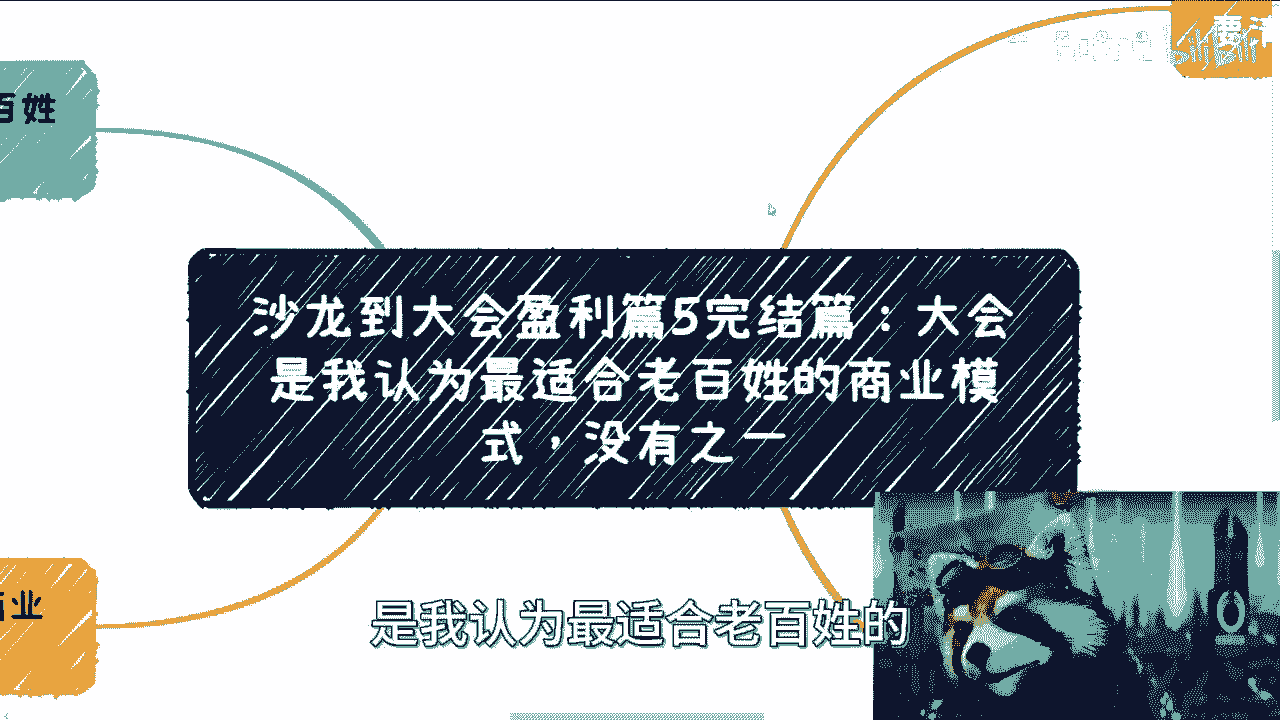 百姓
沙龙到大会盈利篇5完结篇：大会
是我认为最适合老百姓的商业模
式，没有之一
业
是我认为最适合老百姓的